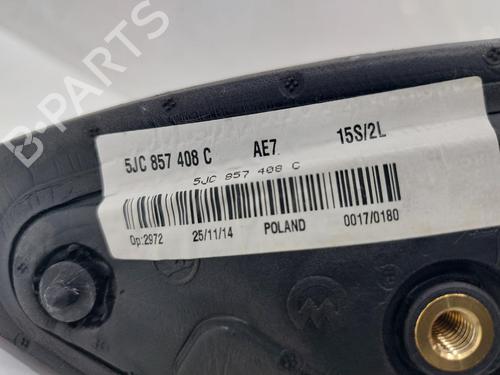 B-PARTS
5JC 857 408 C AE7 15S/2L
5JC 857 408 C
Op:2972 25/11/14 POLAND 0017/0180